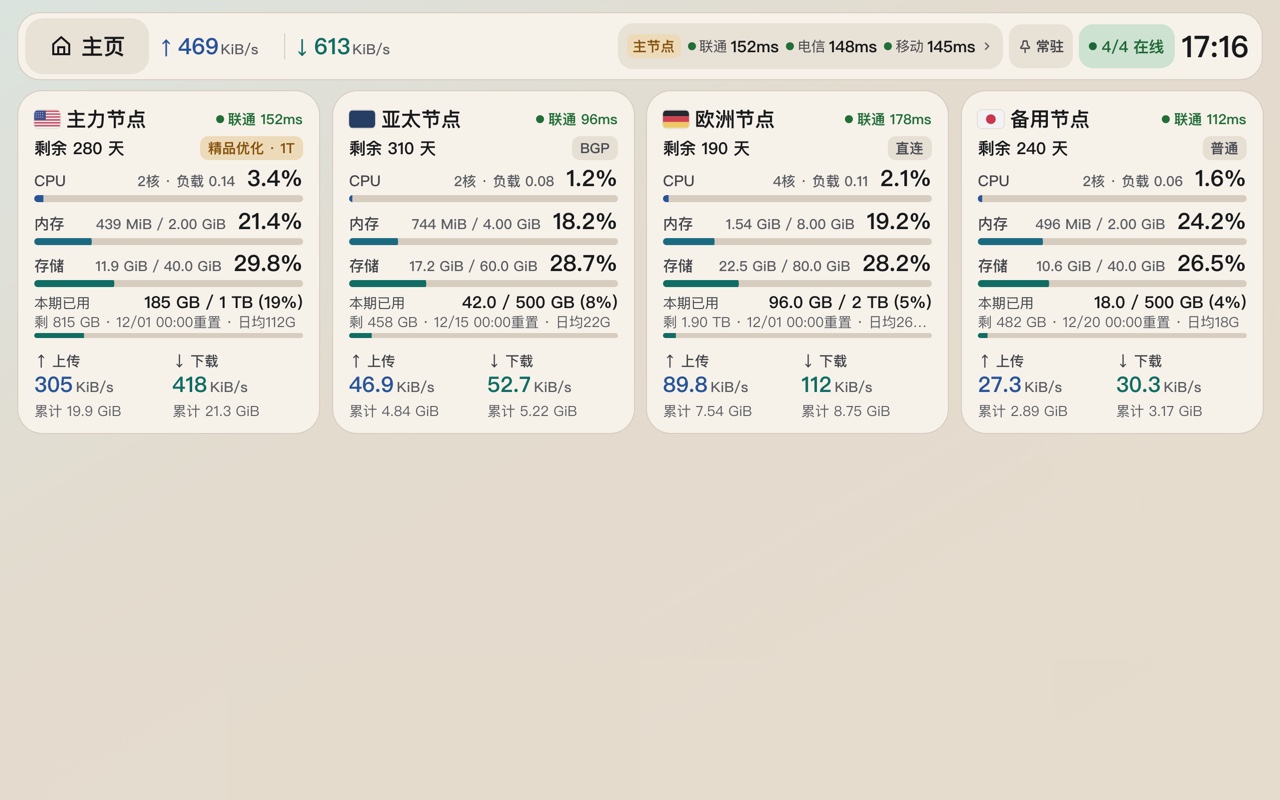 主页 ↑ 469 KiB/s ↓ 613 KiB/s 主节点 联通 152ms 电信 148ms 移动 145ms › 常驻 4/4 在线 17:16
主力节点 联通 152ms
剩余 280 天 精品优化 · 1T
CPU 2核 · 负载 0.14 3.4%
内存 439 MiB / 2.00 GiB 21.4%
存储 11.9 GiB / 40.0 GiB 29.8%
本期已用 185 GB / 1 TB (19%)
剩 815 GB · 12/01 00:00重置 · 日均112G
↑ 上传 ↓ 下载
305 KiB/s 418 KiB/s
累计 19.9 GiB 累计 21.3 GiB
亚太节点 联通 96ms
剩余 310 天 BGP
CPU 2核 · 负载 0.08 1.2%
内存 744 MiB / 4.00 GiB 18.2%
存储 17.2 GiB / 60.0 GiB 28.7%
本期已用 42.0 / 500 GB (8%)
剩 458 GB · 12/15 00:00重置 · 日均22G
↑ 上传 ↓ 下载
46.9 KiB/s 52.7 KiB/s
累计 4.84 GiB 累计 5.22 GiB
欧洲节点 联通 178ms
剩余 190 天 直连
CPU 4核 · 负载 0.11 2.1%
内存 1.54 GiB / 8.00 GiB 19.2%
存储 22.5 GiB / 80.0 GiB 28.2%
本期已用 96.0 GB / 2 TB (5%)
剩 1.90 TB · 12/01 00:00重置 · 日均26…
↑ 上传 ↓ 下载
89.8 KiB/s 112 KiB/s
累计 7.54 GiB 累计 8.75 GiB
备用节点 联通 112ms
剩余 240 天 普通
CPU 2核 · 负载 0.06 1.6%
内存 496 MiB / 2.00 GiB 24.2%
存储 10.6 GiB / 40.0 GiB 26.5%
本期已用 18.0 / 500 GB (4%)
剩 482 GB · 12/20 00:00重置 · 日均18G
↑ 上传 ↓ 下载
27.3 KiB/s 30.3 KiB/s
累计 2.89 GiB 累计 3.17 GiB